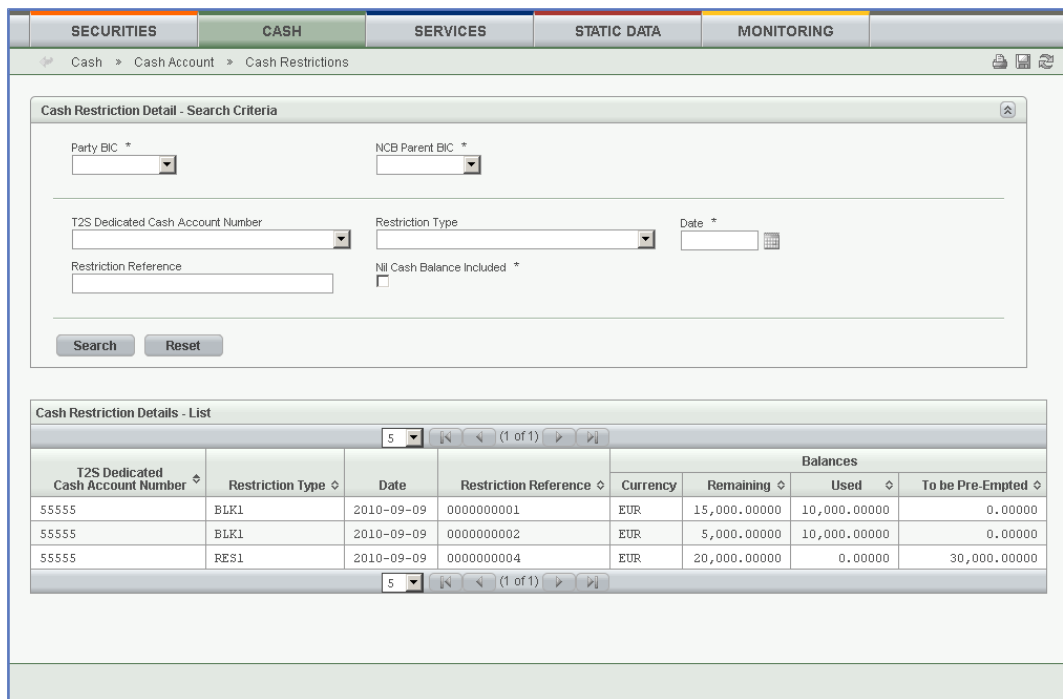 SECURITIES CASH SERVICES STATIC DATA MONITORING
Cash » Cash Account » Cash Restrictions
Cash Restriction Detail - Search Criteria
Party BIC * NCB Parent BIC *
T2S Dedicated Cash Account Number Restriction Type Date *
Restriction Reference Nil Cash Balance Included *
Search Reset
Cash Restriction Details - List
5 (1 of 1)
Balances
T2S Dedicated
Cash Account Number Restriction Type Date Restriction Reference Currency Remaining Used To be Pre-Empted
55555 BLK1 2010-09-09 0000000001 EUR 15,000.00000 10,000.00000 0.00000
55555 BLK1 2010-09-09 0000000002 EUR 5,000.00000 10,000.00000 0.00000
55555 RES1 2010-09-09 0000000004 EUR 20,000.00000 0.00000 30,000.00000
5 (1 of 1)